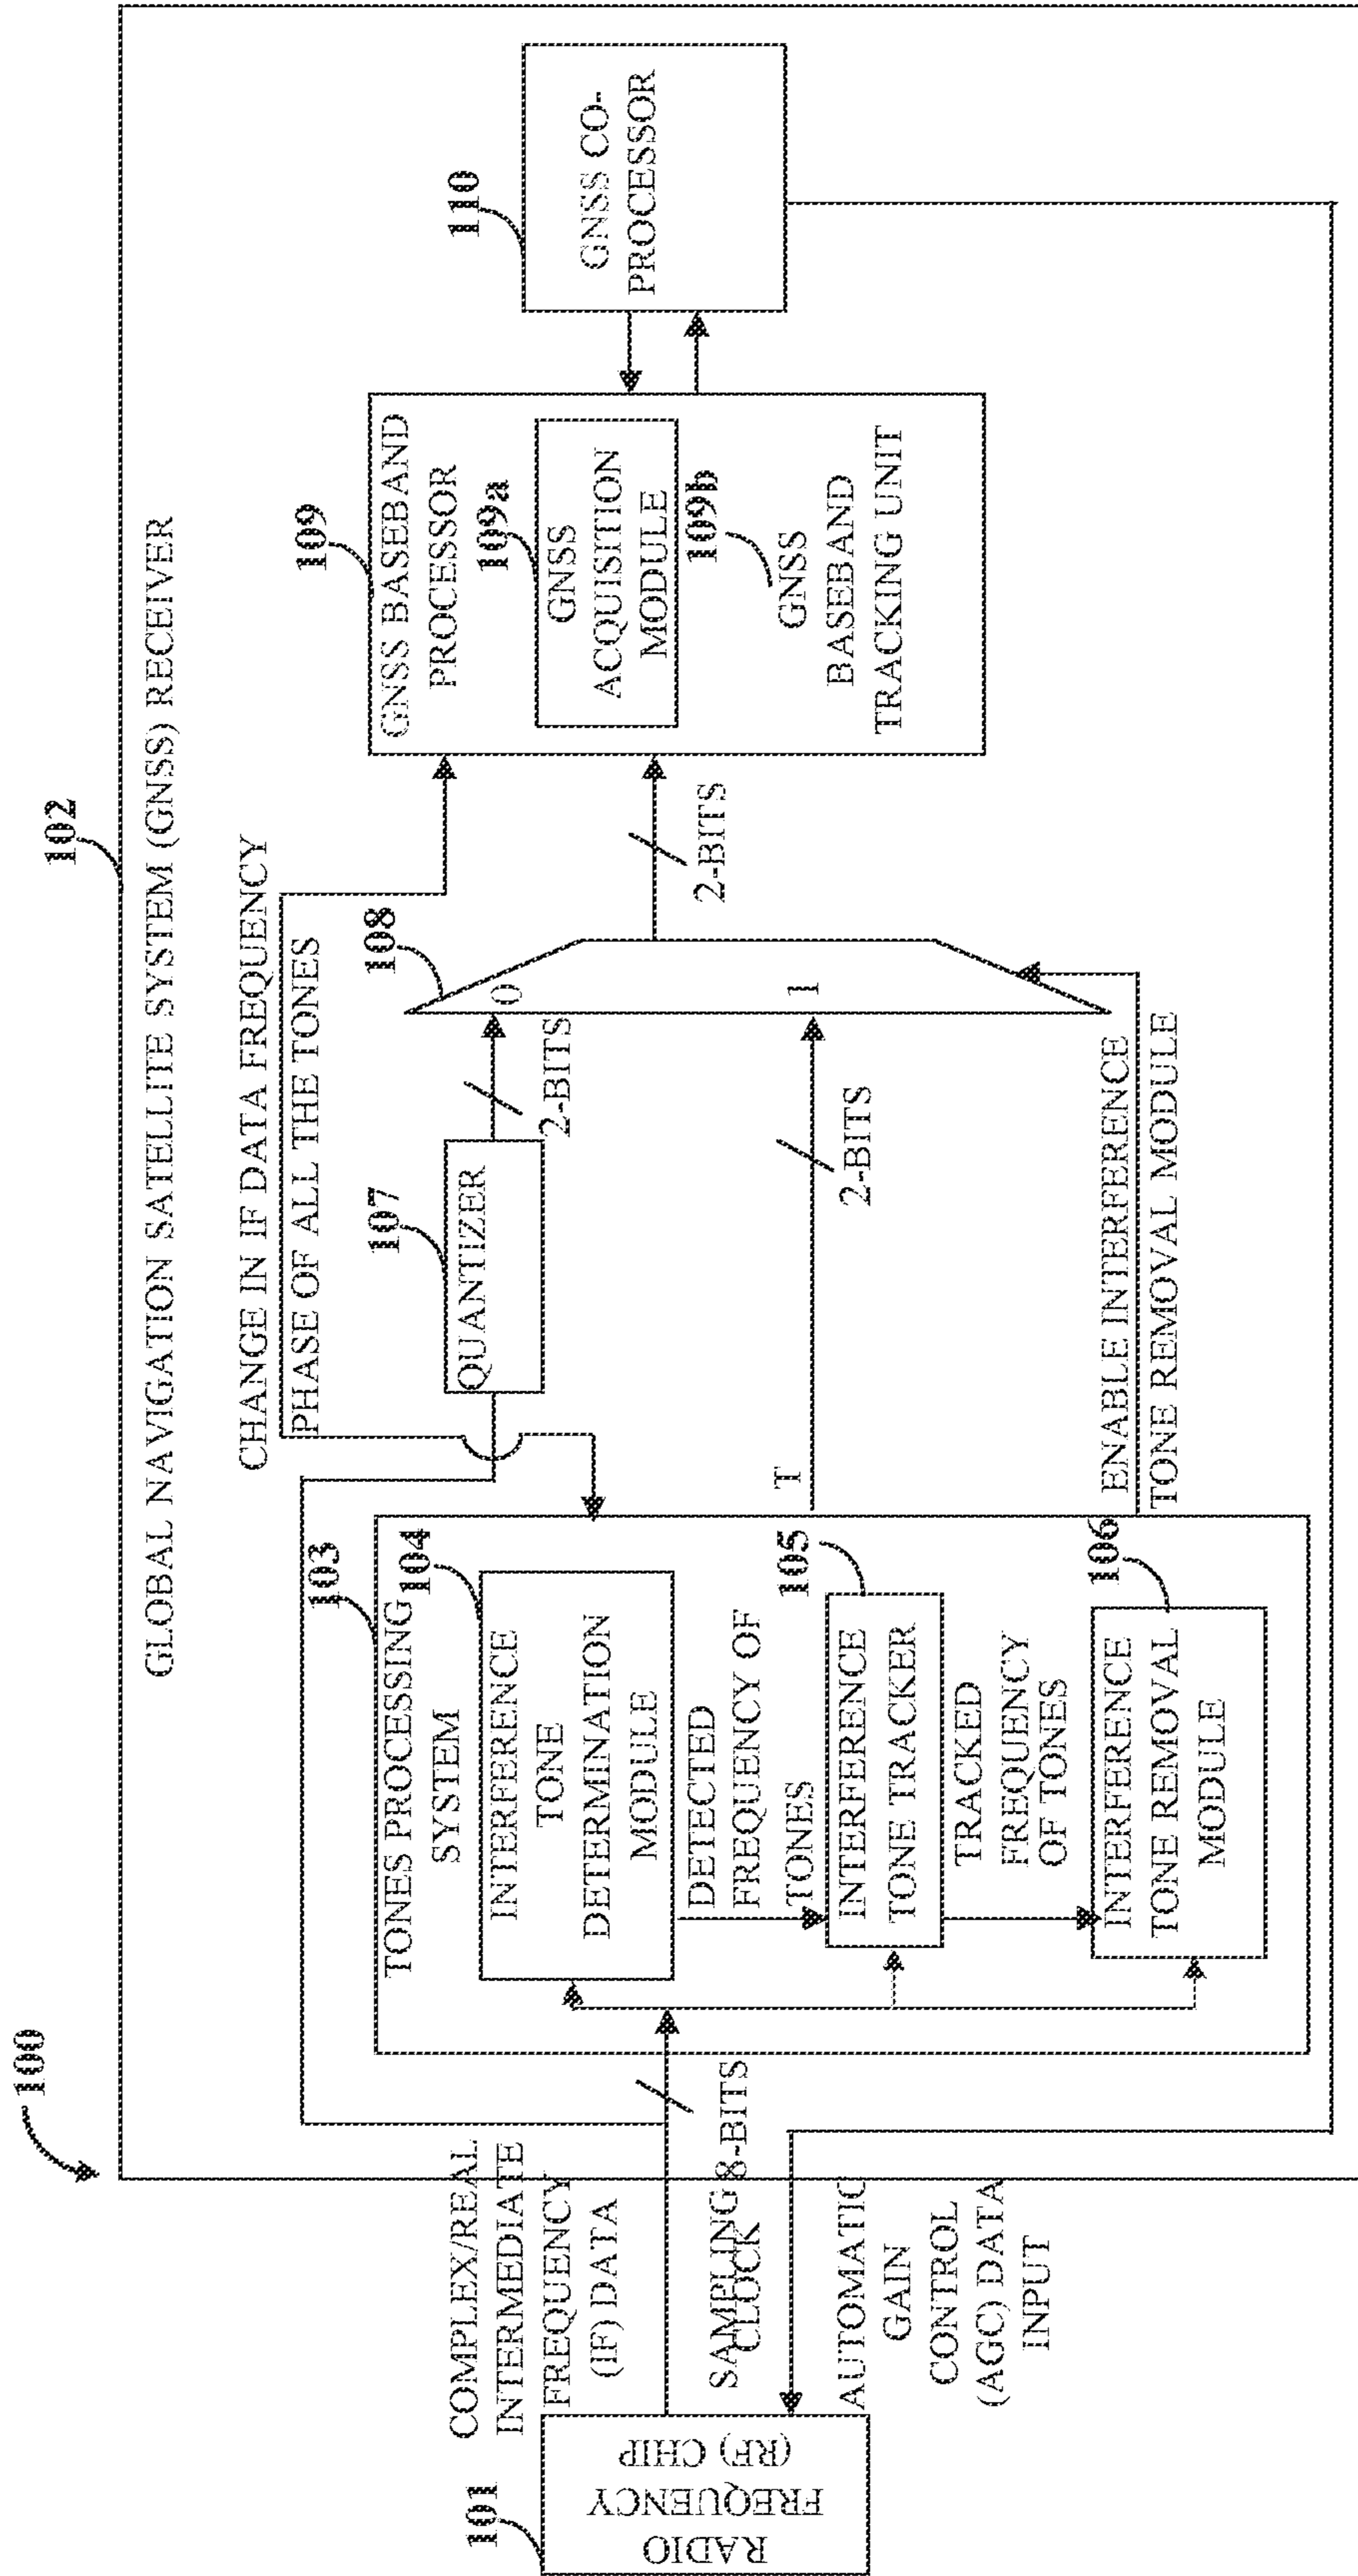 100
102
GLOBAL NAVIGATION SATELLITE SYSTEM (GNSS) RECEIVER
101
RADIO
FREQUENCY
(RF) CHIP
COMPLEX/REAL
INTERMEDIATE
FREQUENCY
(IF) DATA
SAMPLING
CLOCK
8-BITS
AUTOMATIC
GAIN
CONTROL
(AGC) DATA
INPUT
103
TONES PROCESSING
SYSTEM
104
INTERFERENCE
TONE
DETERMINATION
MODULE
DETECTED
FREQUENCY OF
TONES
105
INTERFERENCE
TONE TRACKER
TRACKED
FREQUENCY
OF TONES
106
INTERFERENCE
TONE REMOVAL
MODULE
CHANGE IN IF DATA FREQUENCY
PHASE OF ALL THE TONES
107
QUANTIZER
2-BITS
T
2-BITS
ENABLE INTERFERENCE
TONE REMOVAL MODULE
108
0
1
2-BITS
109
GNSS BASEBAND
PROCESSOR
109a
GNSS
ACQUISITION
MODULE
109b
GNSS
BASEBAND
TRACKING UNIT
110
GNSS CO-
PROCESSOR